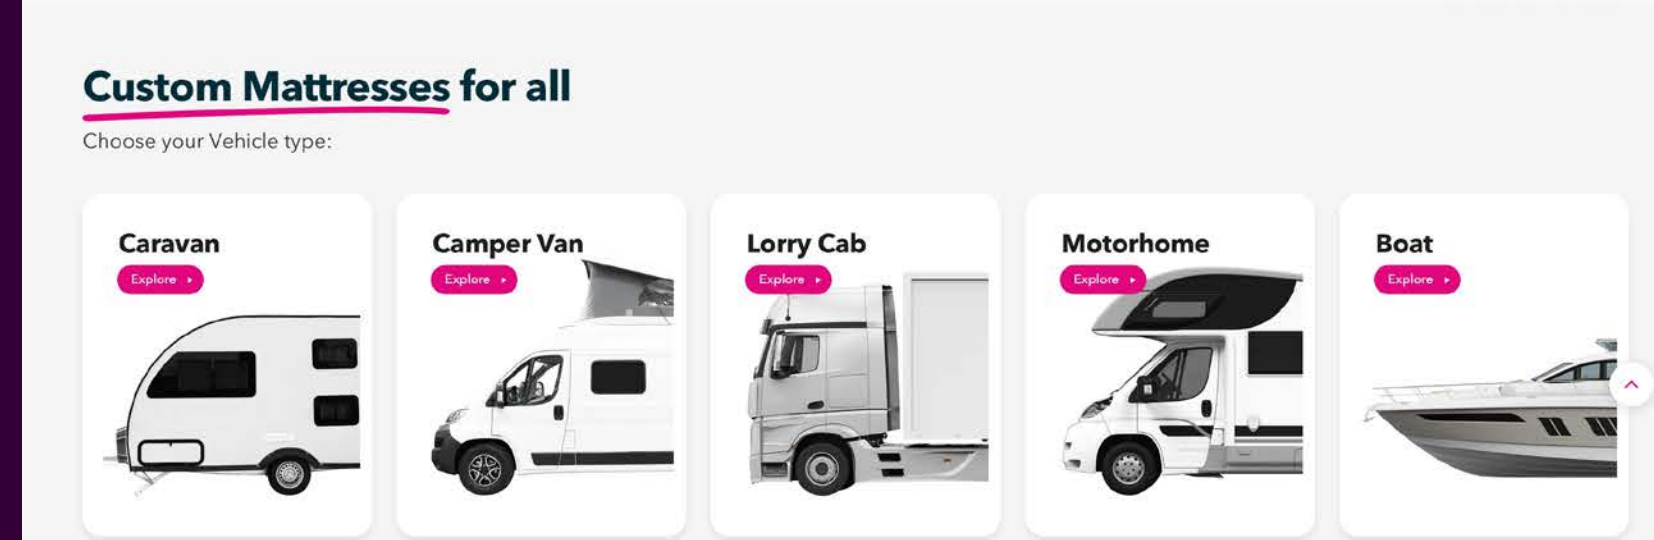 Custom Mattresses for all
Choose your Vehicle type:
Caravan
Explore
Camper Van
Explore
Lorry Cab
Explore
Motorhome
Explore
Boat
Explore